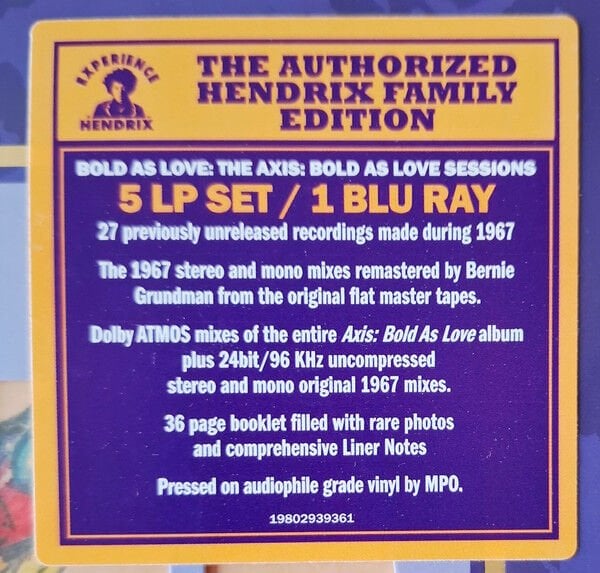 EXPERIENCE
HENDRIX
THE AUTHORIZED
HENDRIX FAMILY
EDITION
BOLD AS LOVE: THE AXIS: BOLD AS LOVE SESSIONS
5 LP SET / 1 BLU RAY
27 previously unreleased recordings made during 1967
The 1967 stereo and mono mixes remastered by Bernie
Grundman from the original flat master tapes.
Dolby ATMOS mixes of the entire Axis: Bold As Love album
plus 24bit/96 KHz uncompressed
stereo and mono original 1967 mixes.
36 page booklet filled with rare photos
and comprehensive Liner Notes
Pressed on audiophile grade vinyl by MPO.
19802939361